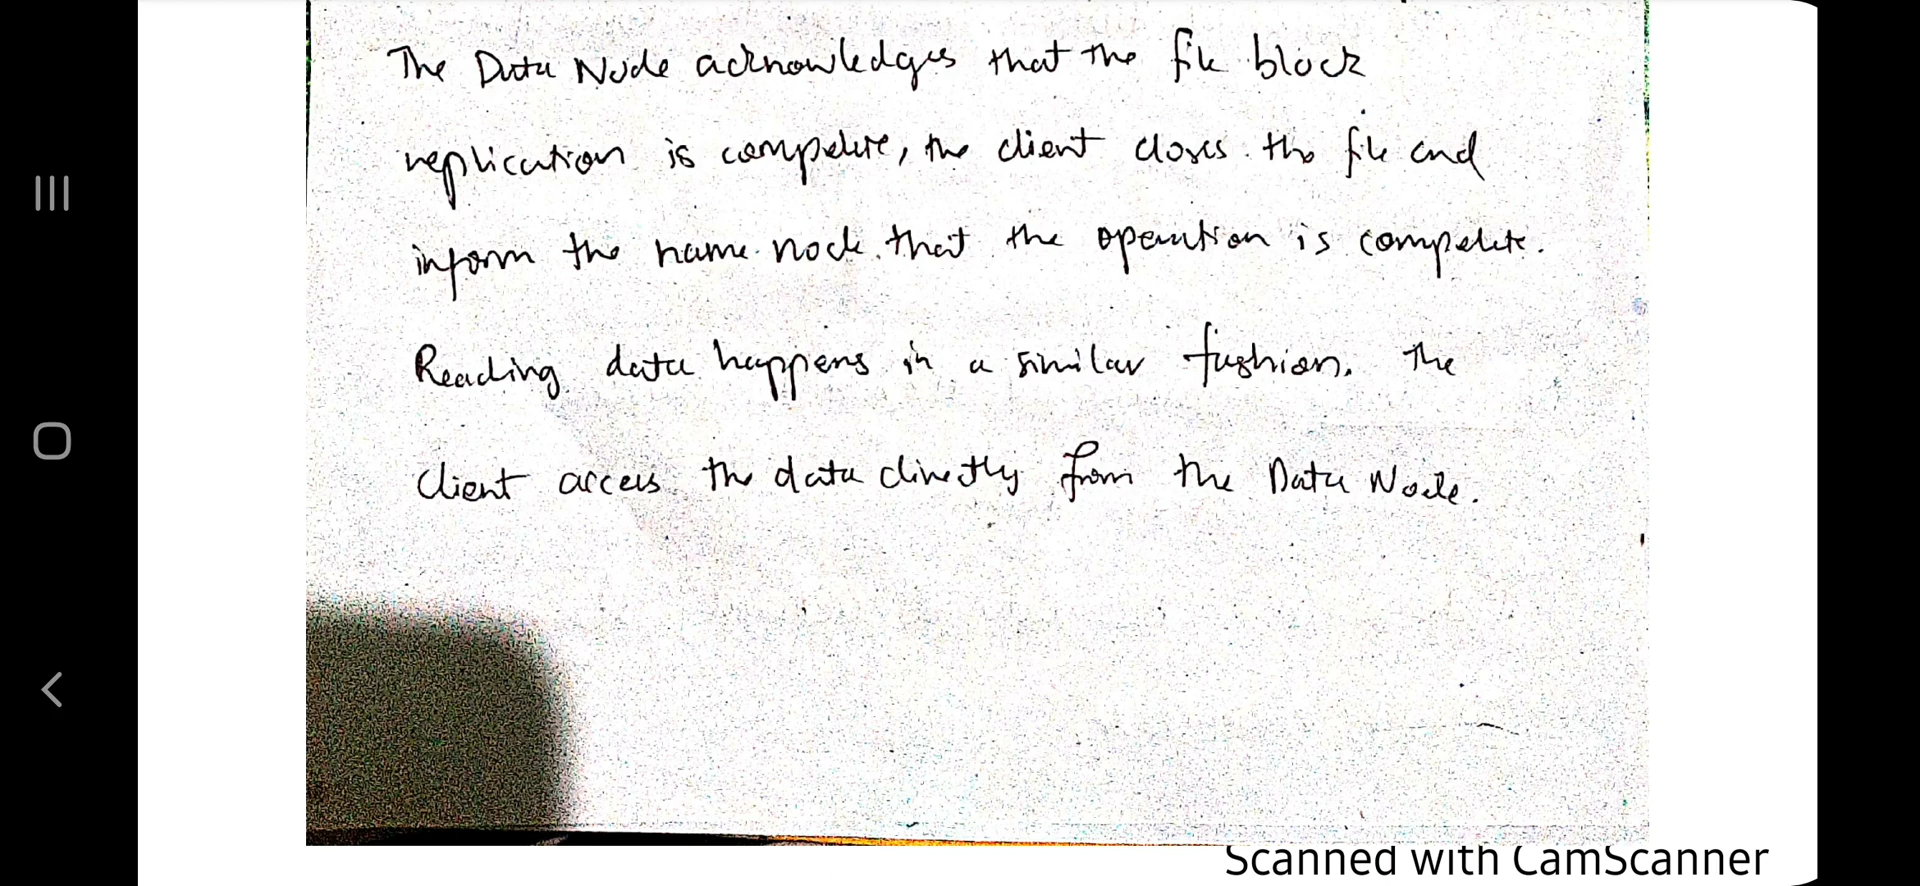 The Data Node acknowledges that the file block
replication is compelete, the client closes the file and
inform the name node that the operation is compelete.
Reading data happens in a similar fashion. The
Client access the data directly from the Data Node.
Scanned with CamScanner